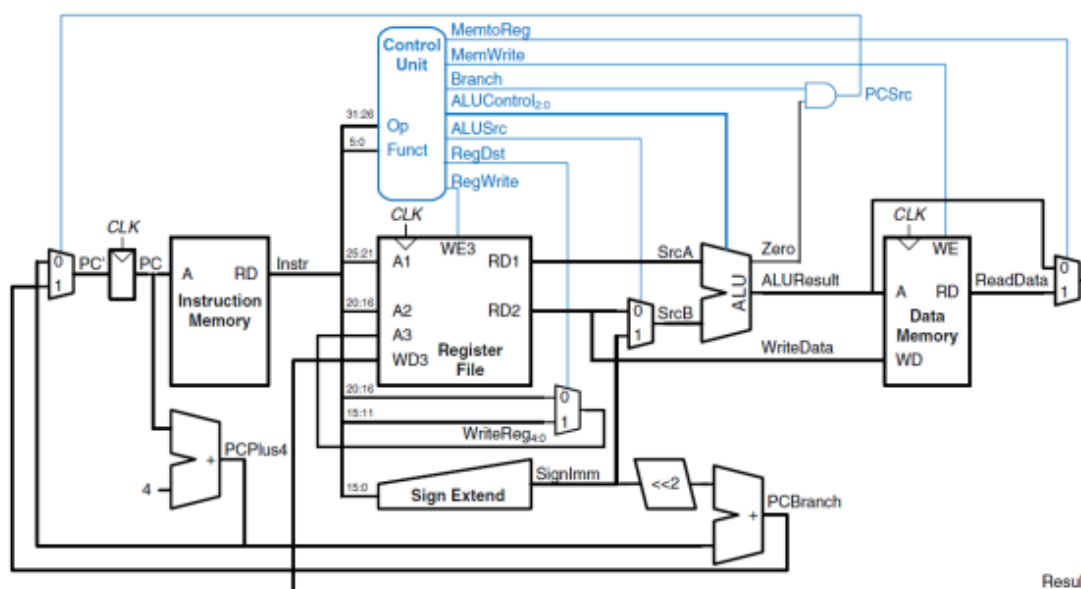 MemtoReg
Control
Unit
MemWrite
Branch
ALUControl2:0
PCSrc
31:26
Op
ALUSrc
5:0
Funct
RegDst
RegWrite
CLK
CLK
CLK
0
1
PC'
PC
A
RD
Instruction
Memory
Instr
25:21
A1
WE3
RD1
SrcA
Zero
WE
20:16
A2
RD2
0
1
SrcB
ALU
ALUResult
A
RD
ReadData
0
1
A3
Data
Memory
WD3
Register
File
WriteData
WD
20:16
0
15:11
1
WriteReg4:0
PCPlus4
+
4
SignImm
15:0
Sign Extend
<<2
PCBranch
+
Resul